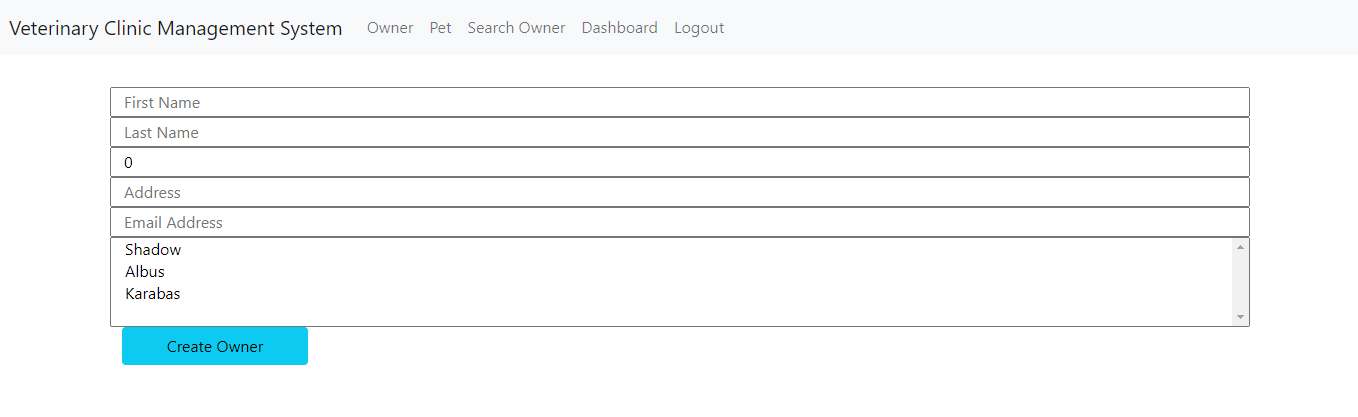 Veterinary Clinic Management System Owner Pet Search Owner Dashboard Logout
First Name
Last Name
0
Address
Email Address
Shadow
Albus
Karabas
Create Owner